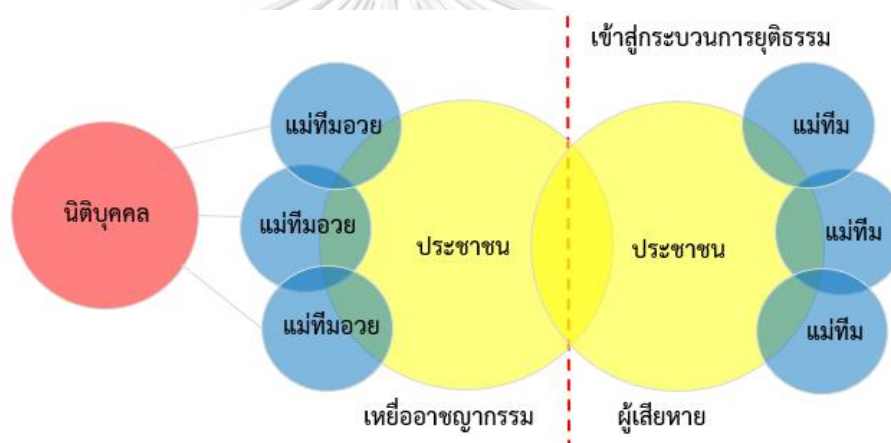 เข้าสู่กระบวนการยุติธรรม
แม่ทีมอวย
แม่ทีม
นิติบุคคล
แม่ทีมอวย
แม่ทีม
ประชาชน
ประชาชน
แม่ทีมอวย
แม่ทีม
เหยื่ออาชญากรรม
ผู้เสียหาย